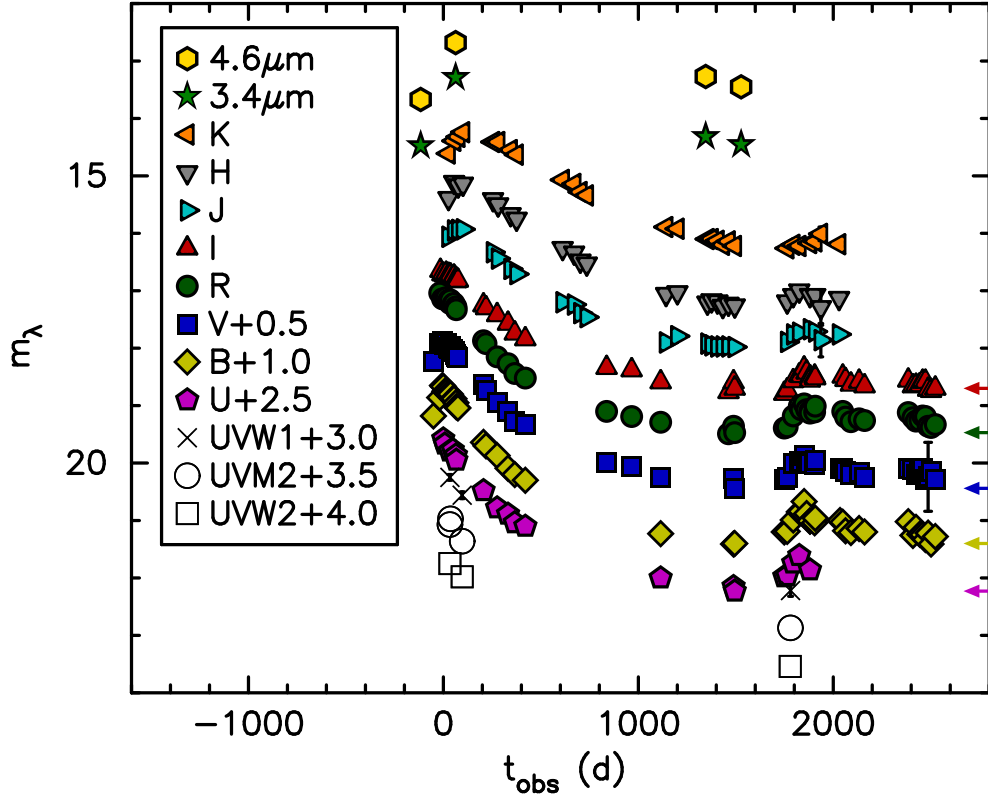 4.6μm
3.4μm
K
H
J
I
R
V+0.5
B+1.0
U+2.5
UVW1+3.0
UVM2+3.5
UVW2+4.0
15
20
m_λ
−1000
0
1000
2000
t_obs (d)